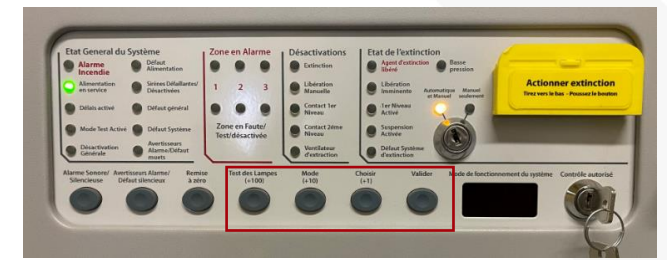 Etat General du Système
Alarme
Incendie
Défaut
Alimentation
Alimentation
en service
Sirènes Défaillantes/
Désactivées
Délais activé
Défaut général
Mode Test Activé
Défaut Système
Désactivation
Générale
Avertisseurs
Alarme/Défaut
muets
Zone en Alarme
1 2 3
Zone en Faute/
Test/désactivée
Désactivations
Extinction
Libération
Manuelle
Contact 1er
Niveau
Contact 2éme
Niveau
Ventilateur
d'extraction
Etat de l'extinction
Agent d'extinction
libéré
Basse
pression
Libération
Imminente
Automatique
et Manuel
Manuel
seulement
1er Niveau
Activé
Suspension
Activée
Défaut Système
d'extinction
Actionner extinction
Tirez vers le bas - Poussez le bouton
Alarme Sonore/
Silencieuse
Avertisseurs Alarme/
Défaut silencieux
Remise
à zéro
Test des Lampes
(+100)
Mode
(+10)
Choisir
(+1)
Valider
Mode de fonctionnement du système
Contrôle autorisé